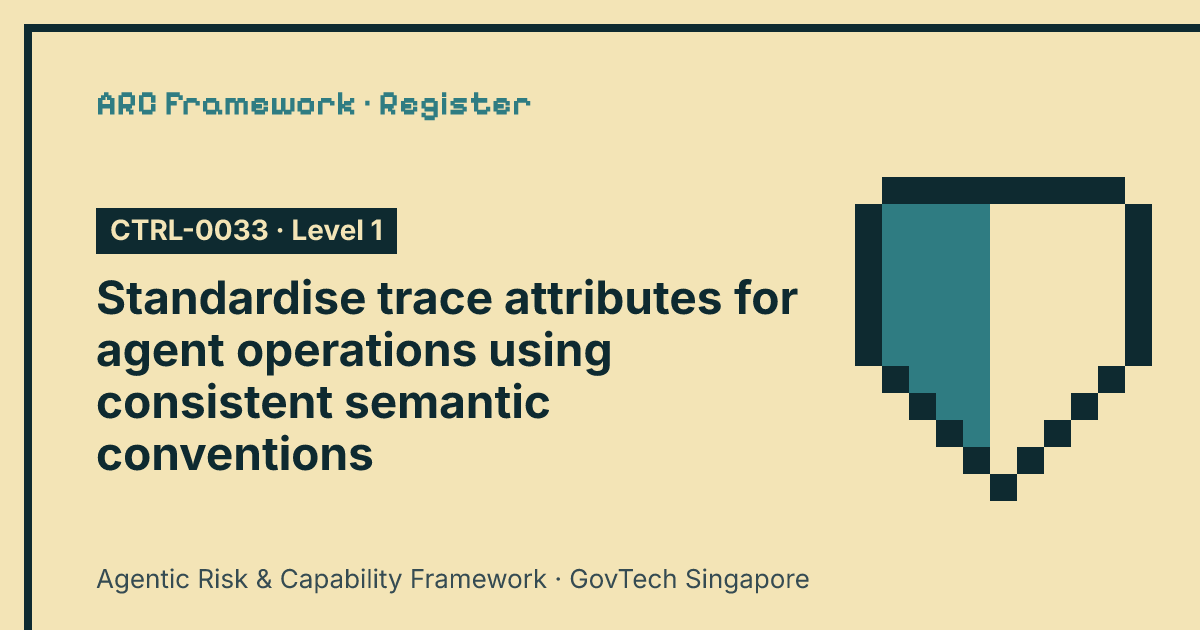 ARC Framework · Register
CTRL-0033 · Level 1
Standardise trace attributes for
agent operations using
consistent semantic
conventions
Agentic Risk & Capability Framework · GovTech Singapore